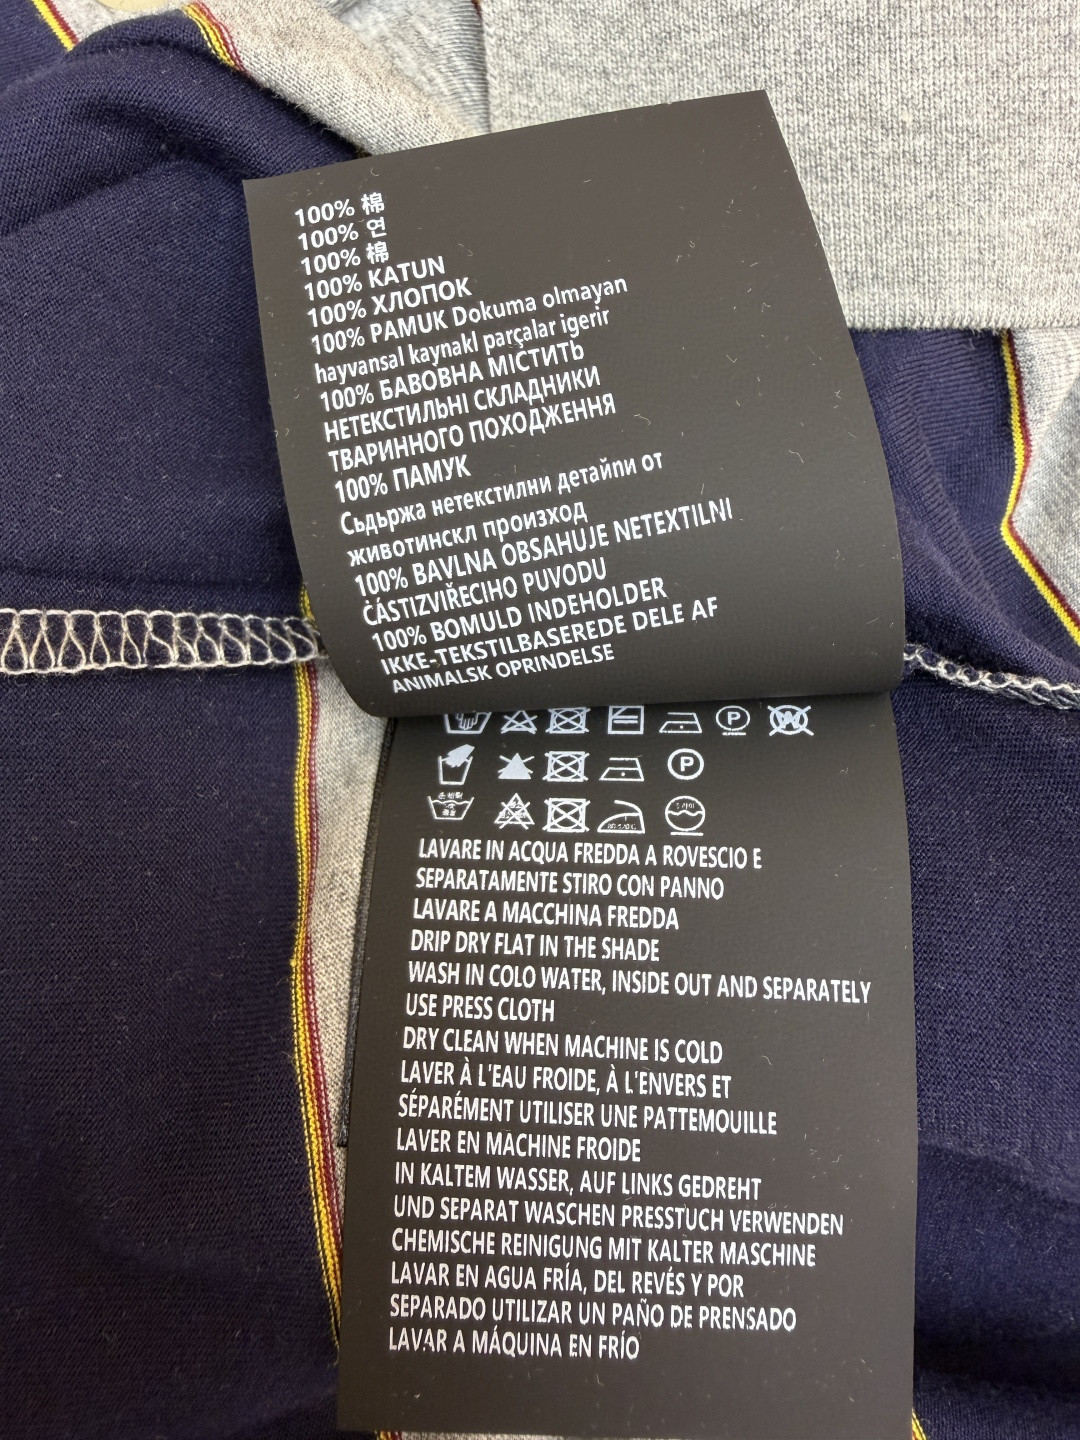 100% 棉
100% 면
100% 棉
100% KATUN
100% ХЛОПОК
100% PAMUK Dokuma olmayan
hayvansal kaynakl parçalar igerir
100% БАВОВНА МІСТИТЬ
НЕТЕКСТИЛЬНІ СКЛАДНИКИ
ТВАРИННОГО ПОХОДЖЕННЯ
100% ПАМУК
Съдьржа нетекстилни детайпи от
животинскл произход
100% BAVLNA OBSAHUJE NETEXTILNI
ČÁSTIZVIŘECIHO PUVODU
100% BOMULD INDEHOLDER
IKKE-TEKSTILBASEREDE DELE AF
ANIMALSK OPRINDELSE
P W
P
LAVARE IN ACQUA FREDDA A ROVESCIO E
SEPARATAMENTE STIRO CON PANNO
LAVARE A MACCHINA FREDDA
DRIP DRY FLAT IN THE SHADE
WASH IN COLO WATER, INSIDE OUT AND SEPARATELY
USE PRESS CLOTH
DRY CLEAN WHEN MACHINE IS COLD
LAVER À L'EAU FROIDE, À L'ENVERS ET
SÉPARÉMENT UTILISER UNE PATTEMOUILLE
LAVER EN MACHINE FROIDE
IN KALTEM WASSER, AUF LINKS GEDREHT
UND SEPARAT WASCHEN PRESSTUCH VERWENDEN
CHEMISCHE REINIGUNG MIT KALTER MASCHINE
LAVAR EN AGUA FRÍA, DEL REVÉS Y POR
SEPARADO UTILIZAR UN PAÑO DE PRENSADO
LAVAR A MÁQUINA EN FRÍO